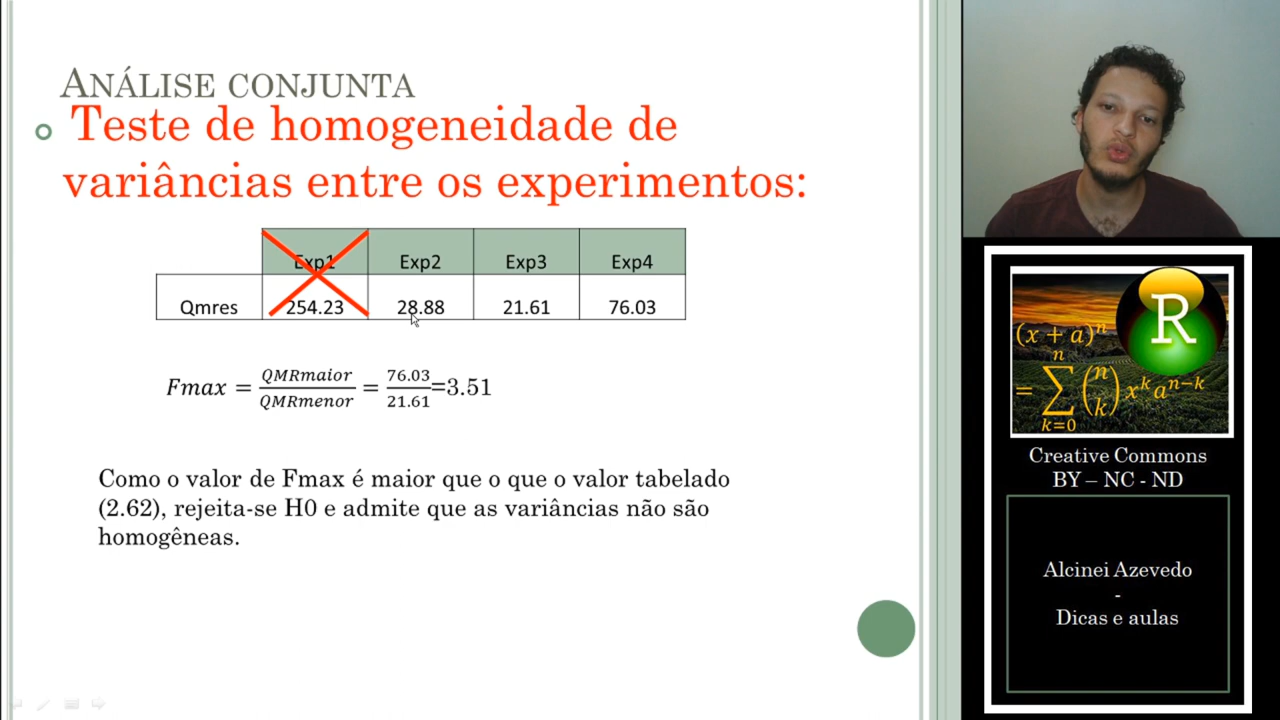 ANÁLISE CONJUNTA
Teste de homogeneidade de
variâncias entre os experimentos:
Exp1 Exp2 Exp3 Exp4
Qmres 254.23 28.88 21.61 76.03
Fmax = QMRmaior/QMRmenor = 76.03/21.61=3.51
Como o valor de Fmax é maior que o que o valor tabelado
(2.62), rejeita-se H0 e admite que as variâncias não são
homogêneas.
R
(x + a)^n
= ∑_{k=0}^{n} (n k) x^k a^{n-k}
Creative Commons
BY – NC - ND
Alcinei Azevedo
-
Dicas e aulas